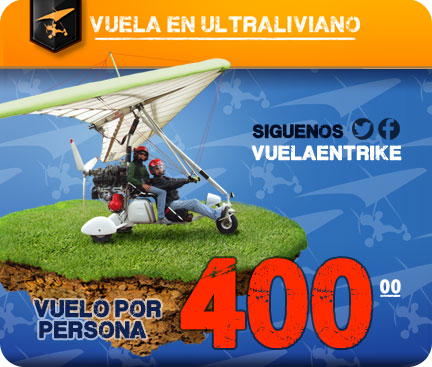 VUELA EN ULTRALIVIANO
SIGUENOS
VUELAENTRIKE
VUELO POR
PERSONA
400 00